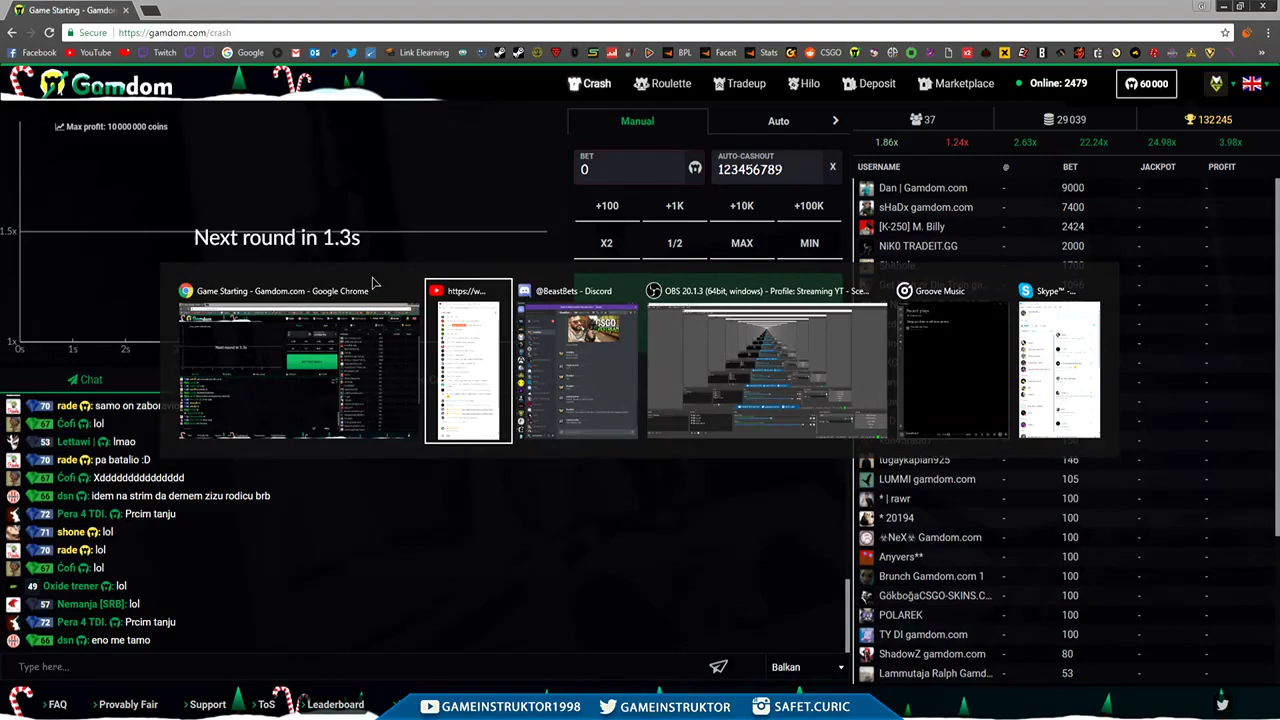 Game Starting - Gamdom
Secure https://gamdom.com/crash
Facebook YouTube Twitch Google Link Elearning BPL Faceit Stats CSGO
Gamdom Crash Roulette Tradeup Hilo Deposit Marketplace Online: 2479 60000
Max profit: 10 000 000 coins
Manual Auto
37 29 039 132 245
1.86x 1.24x 2.63x 22.24x 24.98x 3.98x
BET 0
AUTO-CASHOUT 123456789 X
+100 +1K +10K +100K
X2 1/2 MAX MIN
1.5x
Next round in 1.3s
1x
0s 1s 2s
Game Starting - Gamdom.com - Google Chrome
https://w...
@BeastBets - Discord
OBS 20.1.3 (64bit, windows) - Profile: Streaming YT - Sce...
Groove Music
Skype™ -...
USERNAME @ BET JACKPOT PROFIT
Dan | Gamdom.com - 9000 - -
sHaDx gamdom.com - 7400 - -
[K-250] M. Billy - 2424 - -
NiK0 TRADEIT.GG - 2000 - -
tugaykaplan925 - 146 - -
LUMMI gamdom.com - 105 - -
* | rawr - 100 - -
* 20194 - 100 - -
☣NeX☣ Gamdom.com - 100 - -
Anyvers** - 100 - -
Brunch Gamdom.com 1 - 100 - -
GökboğaCSGO-SKINS.C... - 100 - -
POLAREK - 100 - -
TY DI gamdom.com - 100 - -
ShadowZ gamdom.com - 80 - -
Lammutaja Ralph Gamd... - 53 - -
Chat
70 rade: samo on zabo
67 Ćofi: lol
53 Lettawi |: lmao
70 rade: pa batalio :D
67 Ćofi: Xddddddddddddddd
66 dsn: idem na strim da dernem zizu rodicu brb
72 Pera 4 TDI.: Prcim tanju
71 shone: lol
70 rade: lol
67 Ćofi: lol
49 Oxide trener: lol
57 Nemanja [SRB]: lol
72 Pera 4 TDI.: Prcim tanju
66 dsn: eno me tamo
Type here...
Balkan
FAQ Provably Fair Support ToS Leaderboard
GAMEINSTRUKTOR1998 GAMEINSTRUKTOR SAFET.CURIC